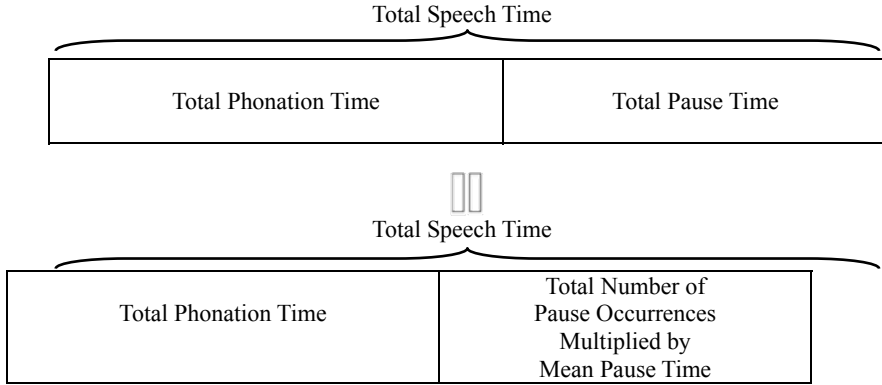 Total Speech Time
Total Phonation Time
Total Pause Time
Total Speech Time
Total Phonation Time
Total Number of
Pause Occurrences
Multiplied by
Mean Pause Time